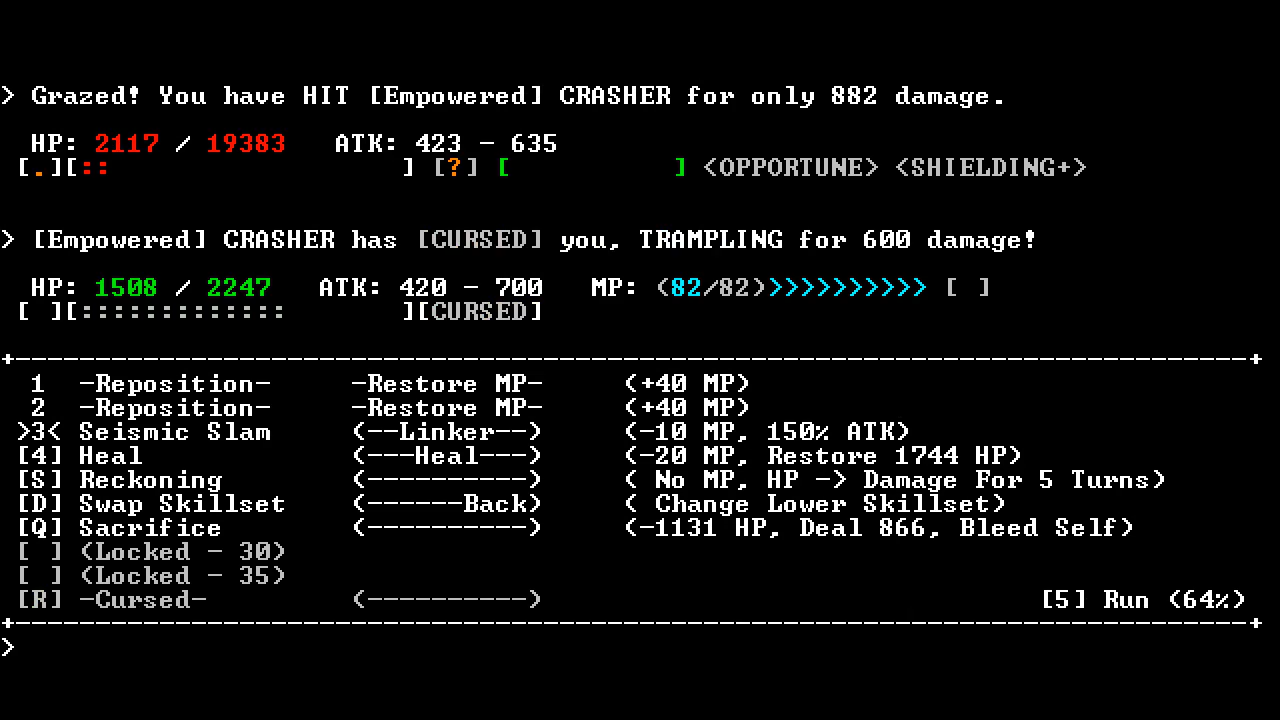 > Grazed! You have HIT [Empowered] CRASHER for only 882 damage.
HP: 2117 / 19383   ATK: 423 - 635
[.][::                  ] [?] [          ] <OPPORTUNE> <SHIELDING+>
> [Empowered] CRASHER has [CURSED] you, TRAMPLING for 600 damage!
HP: 1508 / 2247   ATK: 420 - 700   MP: (82/82)>>>>>>>>>> [ ]
[ ][:::::::::::::       ][CURSED]
+-----------------------------------------------------------------------------+
1  -Reposition-     -Restore MP-     (+40 MP)
2  -Reposition-     -Restore MP-     (+40 MP)
>3< Seismic Slam     (--Linker--)     (-10 MP, 150% ATK)
[4] Heal             (---Heal---)     (-20 MP, Restore 1744 HP)
[S] Reckoning        (----------)     ( No MP, HP -> Damage For 5 Turns)
[D] Swap Skillset    (------Back)     ( Change Lower Skillset)
[Q] Sacrifice        (----------)     (-1131 HP, Deal 866, Bleed Self)
[ ] (Locked - 30)
[ ] (Locked - 35)
[R] -Cursed-         (----------)                               [5] Run (64%)
+-----------------------------------------------------------------------------+
>